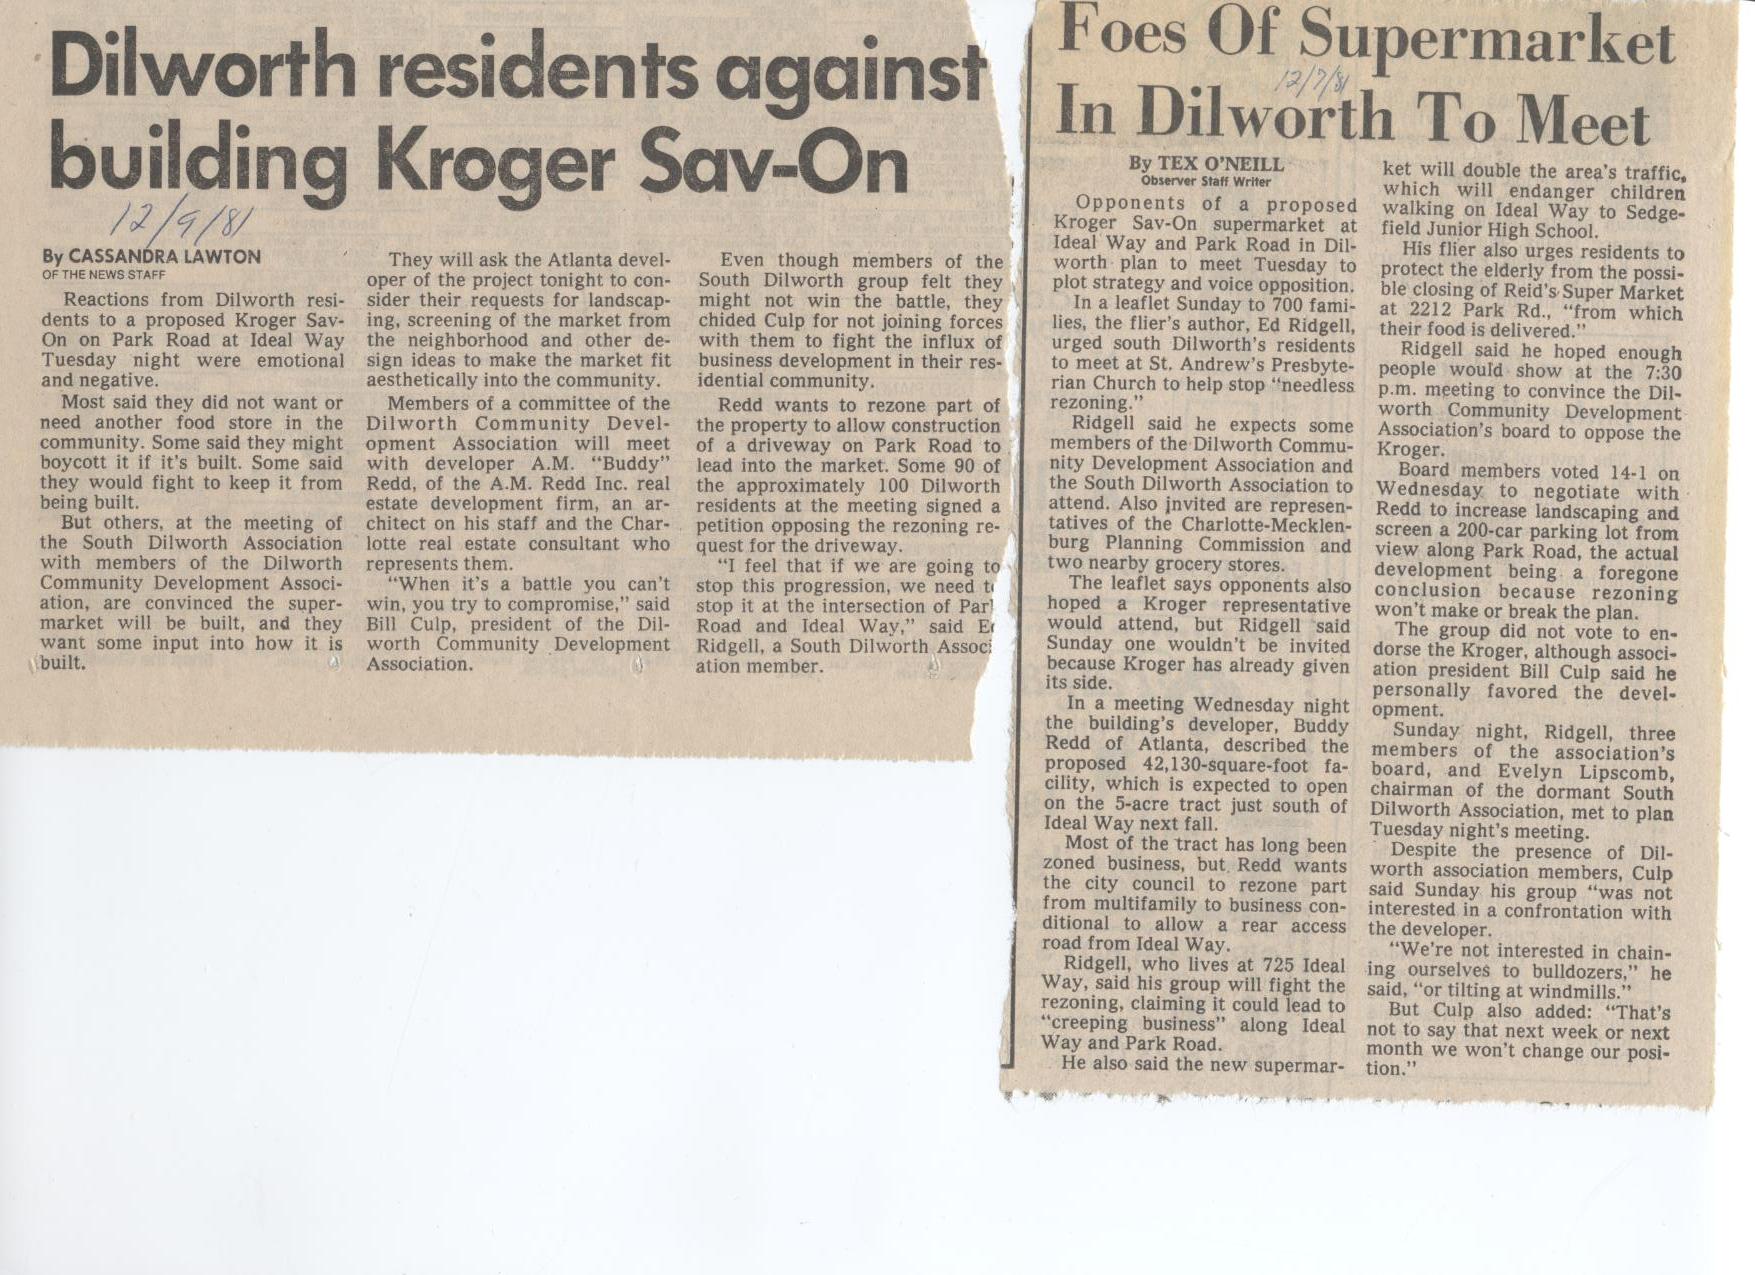 Dilworth residents against
building Kroger Sav-On
12/9/81
By CASSANDRA LAWTON
OF THE NEWS STAFF
Reactions from Dilworth resi-
dents to a proposed Kroger Sav-
On on Park Road at Ideal Way
Tuesday night were emotional
and negative.
Most said they did not want or
need another food store in the
community. Some said they might
boycott it if it's built. Some said
they would fight to keep it from
being built.
But others, at the meeting of
the South Dilworth Association
with members of the Dilworth
Community Development Associ-
ation, are convinced the super-
market will be built, and they
want some input into how it is
built.
They will ask the Atlanta devel-
oper of the project tonight to con-
sider their requests for landscap-
ing, screening of the market from
the neighborhood and other de-
sign ideas to make the market fit
aesthetically into the community.
Members of a committee of the
Dilworth Community Devel-
opment Association will meet
with developer A.M. “Buddy”
Redd, of the A.M. Redd Inc. real
estate development firm, an ar-
chitect on his staff and the Char-
lotte real estate consultant who
represents them.
“When it's a battle you can't
win, you try to compromise,” said
Bill Culp, president of the Dil-
worth Community Development
Association.
Even though members of the
South Dilworth group felt they
might not win the battle, they
chided Culp for not joining forces
with them to fight the influx of
business development in their res-
idential community.
Redd wants to rezone part of
the property to allow construction
of a driveway on Park Road to
lead into the market. Some 90 of
the approximately 100 Dilworth
residents at the meeting signed a
petition opposing the rezoning re-
quest for the driveway.
“I feel that if we are going to
stop this progression, we need t
stop it at the intersection of Par
Road and Ideal Way,” said E
Ridgell, a South Dilworth Associ
ation member.
Foes Of Supermarket
12/7/81
In Dilworth To Meet
By TEX O'NEILL
Observer Staff Writer
Opponents of a proposed
Kroger Sav-On supermarket at
Ideal Way and Park Road in Dil-
worth plan to meet Tuesday to
plot strategy and voice opposition.
In a leaflet Sunday to 700 fami-
lies, the flier's author, Ed Ridgell,
urged south Dilworth's residents
to meet at St. Andrew's Presbyte-
rian Church to help stop “needless
rezoning.”
Ridgell said he expects some
members of the Dilworth Commu-
nity Development Association and
the South Dilworth Association to
attend. Also invited are represen-
tatives of the Charlotte-Mecklen-
burg Planning Commission and
two nearby grocery stores.
The leaflet says opponents also
hoped a Kroger representative
would attend, but Ridgell said
Sunday one wouldn't be invited
because Kroger has already given
its side.
In a meeting Wednesday night
the building's developer, Buddy
Redd of Atlanta, described the
proposed 42,130-square-foot fa-
cility, which is expected to open
on the 5-acre tract just south of
Ideal Way next fall.
Most of the tract has long been
zoned business, but Redd wants
the city council to rezone part
from multifamily to business con-
ditional to allow a rear access
road from Ideal Way.
Ridgell, who lives at 725 Ideal
Way, said his group will fight the
rezoning, claiming it could lead to
“creeping business” along Ideal
Way and Park Road.
He also said the new supermar-
ket will double the area's traffic,
which will endanger children
walking on Ideal Way to Sedge-
field Junior High School.
His flier also urges residents to
protect the elderly from the possi-
ble closing of Reid's Super Market
at 2212 Park Rd., “from which
their food is delivered.”
Ridgell said he hoped enough
people would show at the 7:30
p.m. meeting to convince the Dil-
worth Community Development
Association's board to oppose the
Kroger.
Board members voted 14-1 on
Wednesday to negotiate with
Redd to increase landscaping and
screen a 200-car parking lot from
view along Park Road, the actual
development being a foregone
conclusion because rezoning
won't make or break the plan.
The group did not vote to en-
dorse the Kroger, although associ-
ation president Bill Culp said he
personally favored the devel-
opment.
Sunday night, Ridgell, three
members of the association's
board, and Evelyn Lipscomb,
chairman of the dormant South
Dilworth Association, met to plan
Tuesday night's meeting.
Despite the presence of Dil-
worth association members, Culp
said Sunday his group “was not
interested in a confrontation with
the developer.
“We're not interested in chain-
ing ourselves to bulldozers,” he
said, “or tilting at windmills.”
But Culp also added: “That's
not to say that next week or next
month we won't change our posi-
tion.”